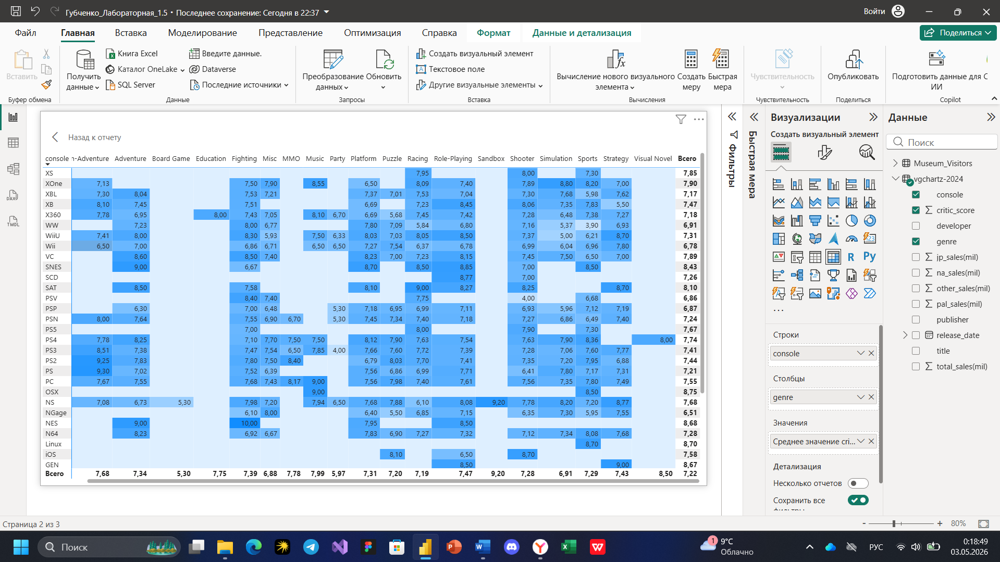 Губченко_Лабораторная_1.5 • Последнее сохранение: Сегодня в 22:37
Войти
Файл Главная Вставка Моделирование Представление Оптимизация Справка Формат Данные и детализация
Поделиться
Вставить
Буфер обмена
Получить данные
Книга Excel
Каталог OneLake
SQL Server
Введите данные.
Dataverse
Последние источники
Данные
Преобразование данных
Обновить
Запросы
Создать визуальный элемент
Текстовое поле
Другие визуальные элементы
Вставка
Вычисление нового визуального элемента
Создать меру
Быстрая мера
Вычисления
Чувствительность
Чувствительность
Опубликовать
Поделиться
Подготовить данные для С
ИИ
Copilot
DAX
TMDL
Назад к отчету
console n-Adventure Adventure Board Game Education Fighting Misc MMO Music Party Platform Puzzle Racing Role-Playing Sandbox Shooter Simulation Sports Strategy Visual Novel Всего
XS 7,95 8,00 7,30 7,85
XOne 7,13 7,50 7,90 8,55 6,50 8,09 7,40 7,89 8,80 8,20 7,00 7,90
XBL 7,30 8,04 7,53 7,21 7,37 7,01 7,53 7,04 7,30 7,68 5,98 7,62 7,17
XB 8,10 7,45 7,51 6,69 7,23 8,45 8,06 7,35 7,83 5,50 7,47
X360 7,78 6,95 8,00 7,43 7,05 8,10 6,70 6,69 5,68 7,45 7,42 7,28 6,48 7,38 7,27 7,18
WW 7,23 8,00 6,77 7,80 7,09 5,84 6,80 7,16 5,37 3,90 6,93 6,91
WiiU 7,41 8,00 8,30 5,93 7,50 6,33 8,03 7,03 8,05 8,50 7,37 5,00 6,21 8,70 7,31
Wii 6,50 7,00 6,86 6,71 6,50 6,50 7,27 7,54 6,37 6,78 6,99 6,04 6,96 7,80 6,78
VC 8,60 8,50 7,40 8,23 7,00 7,23 8,15 7,45 7,50 6,50 7,00 7,89
SNES 9,00 6,67 8,70 8,50 8,85 7,00 8,50 8,43
SCD 8,77 7,00 7,26
SAT 8,50 7,58 8,10 9,00 8,27 8,25 8,70 8,10
PSV 8,40 7,40 7,75 4,00 6,68 6,86
PSP 6,30 7,00 6,48 5,30 7,18 6,95 6,99 7,11 6,93 5,96 7,12 7,19 6,87
PSN 8,00 7,64 7,55 6,90 6,70 5,30 7,45 7,34 7,40 7,18 7,27 6,86 6,49 7,40 7,24
PS5 7,00 8,00 7,90 7,30 7,67
PS4 7,78 8,25 7,10 7,70 7,50 7,50 8,12 7,90 7,63 7,54 7,63 7,90 8,36 8,00 7,74
PS3 8,51 7,38 7,47 7,54 6,50 7,85 4,00 7,66 7,60 7,72 7,39 7,28 7,06 7,60 7,77 7,41
PS2 9,25 7,83 7,80 7,50 8,40 6,79 8,03 7,70 7,41 7,35 7,20 7,95 6,88 7,44
PS 9,30 7,02 7,52 6,39 7,56 6,86 6,99 7,71 6,41 7,80 7,17 7,31 7,21
PC 7,67 7,55 7,68 7,43 8,17 9,00 7,56 7,98 7,40 7,61 7,56 7,35 7,80 7,49 7,55
OSX 9,00 8,50 8,75
NS 7,08 6,73 5,30 7,98 7,20 7,94 6,50 7,68 7,88 6,10 8,08 9,20 7,78 8,20 7,20 8,77 7,68
NGage 6,10 8,00 6,40 5,50 6,85 7,15 6,35 7,30 5,95 7,55 6,51
NES 9,00 10,00 7,95 8,50 8,68
N64 8,23 6,92 6,67 7,83 6,90 7,27 7,32 7,12 7,34 8,08 7,68 7,28
Linux 8,70 8,70
iOS 8,10 6,50 8,70 7,58
GEN 8,50 9,00 8,67
Всего 7,68 7,34 5,30 7,75 7,39 6,88 7,78 7,99 5,97 7,31 7,20 7,19 7,47 9,20 7,28 6,91 7,29 7,43 8,50 7,22
Фильтры
Быстрая мера
Визуализации
Создать визуальный элемент
123
R
Py
...
Строки
console
Столбцы
genre
Значения
Среднее значение cri...
Детализация
Несколько отчетов
Сохранить все
Данные
Поиск
Museum_Visitors
vgchartz-2024
console
critic_score
developer
genre
jp_sales(mil)
na_sales(mil)
other_sales(mil)
pal_sales(mil)
publisher
release_date
title
total_sales(mil)
Страница 2 из 3
- + 80%
Поиск
1
9°C
Облачно
РУС
0:18:49
03.05.2026